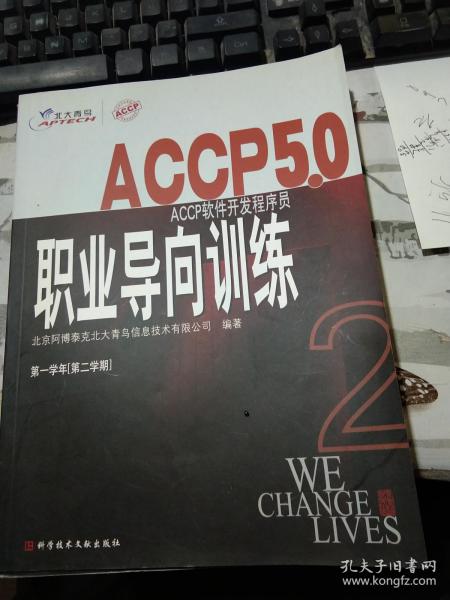 北大青鸟
APTECH
ACCP
ACCP5.0
ACCP软件开发程序员
职业导向训练
北京阿博泰克北大青鸟信息技术有限公司 编著
第一学年[第二学期]
2
WE
CHANGE
LIVES
科学技术文献出版社
孔夫子旧书网
www.kongfz.com